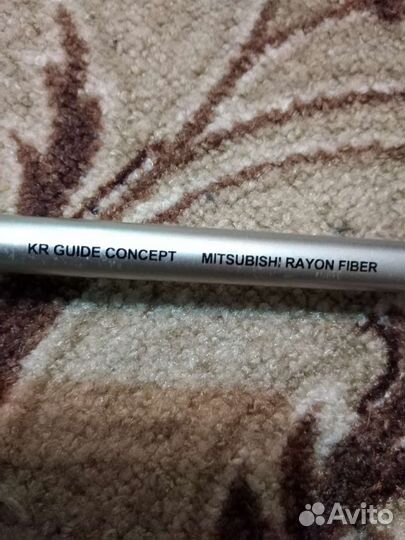 KR GUIDE CONCEPT MITSUBISHI RAYON FIBER
Avito